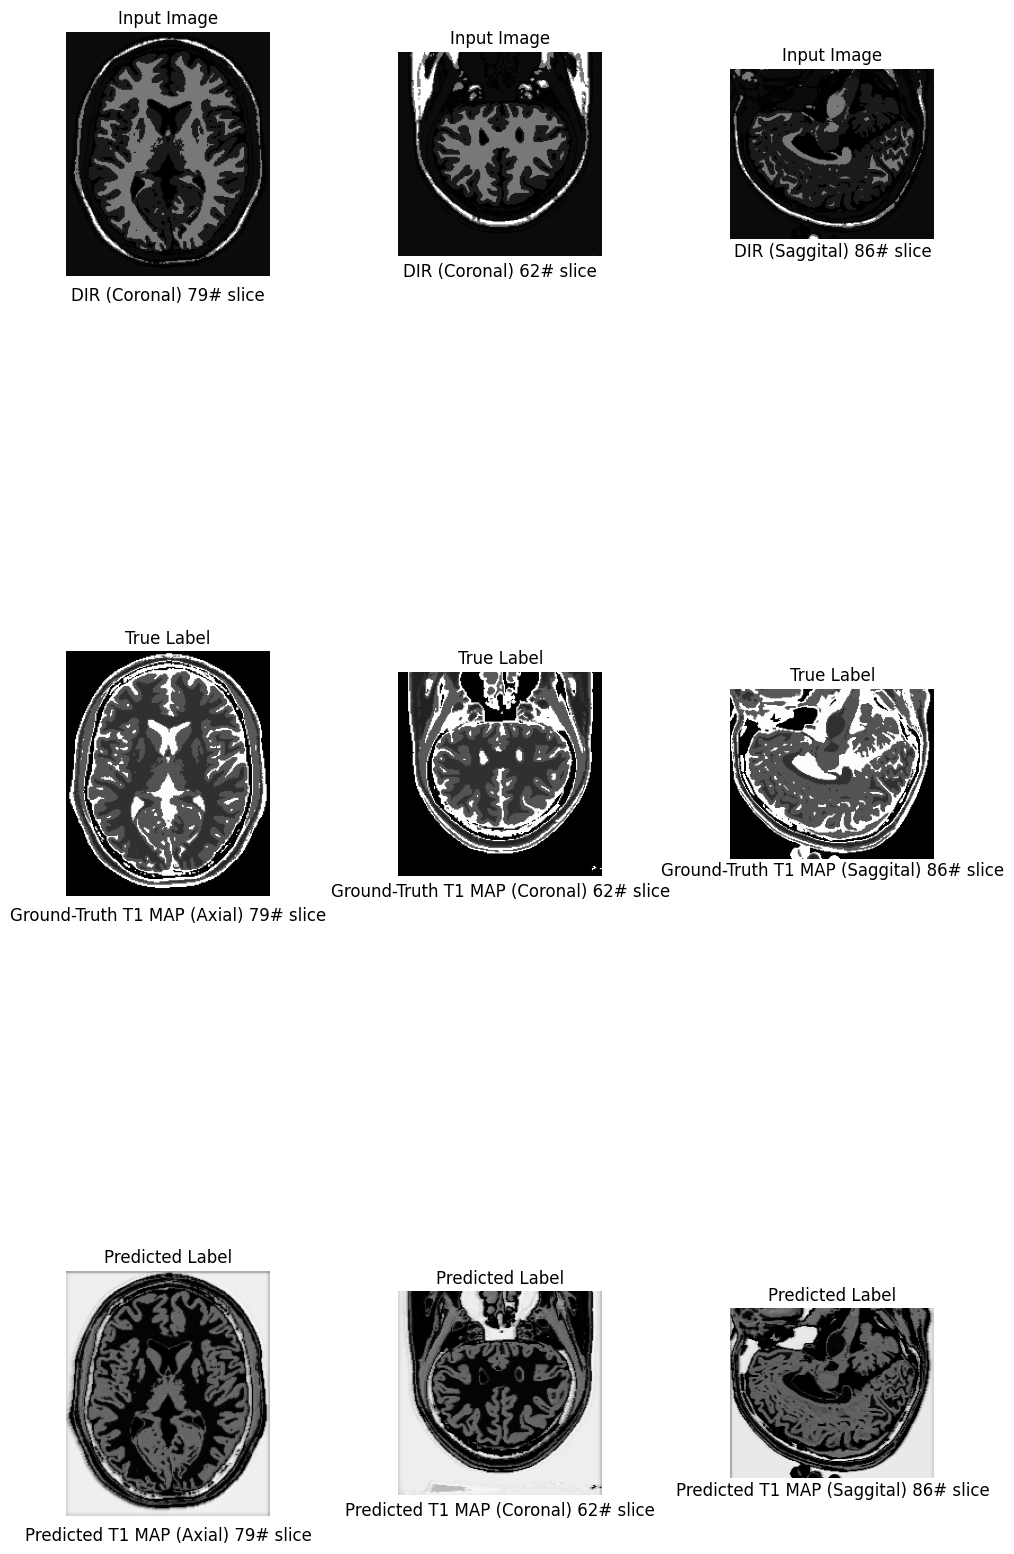 Input Image
Input Image
Input Image
DIR (Coronal) 79# slice
DIR (Coronal) 62# slice
DIR (Saggital) 86# slice
True Label
True Label
True Label
Ground-Truth T1 MAP (Axial) 79# slice
Ground-Truth T1 MAP (Coronal) 62# slice
Ground-Truth T1 MAP (Saggital) 86# slice
Predicted Label
Predicted Label
Predicted Label
Predicted T1 MAP (Axial) 79# slice
Predicted T1 MAP (Coronal) 62# slice
Predicted T1 MAP (Saggital) 86# slice